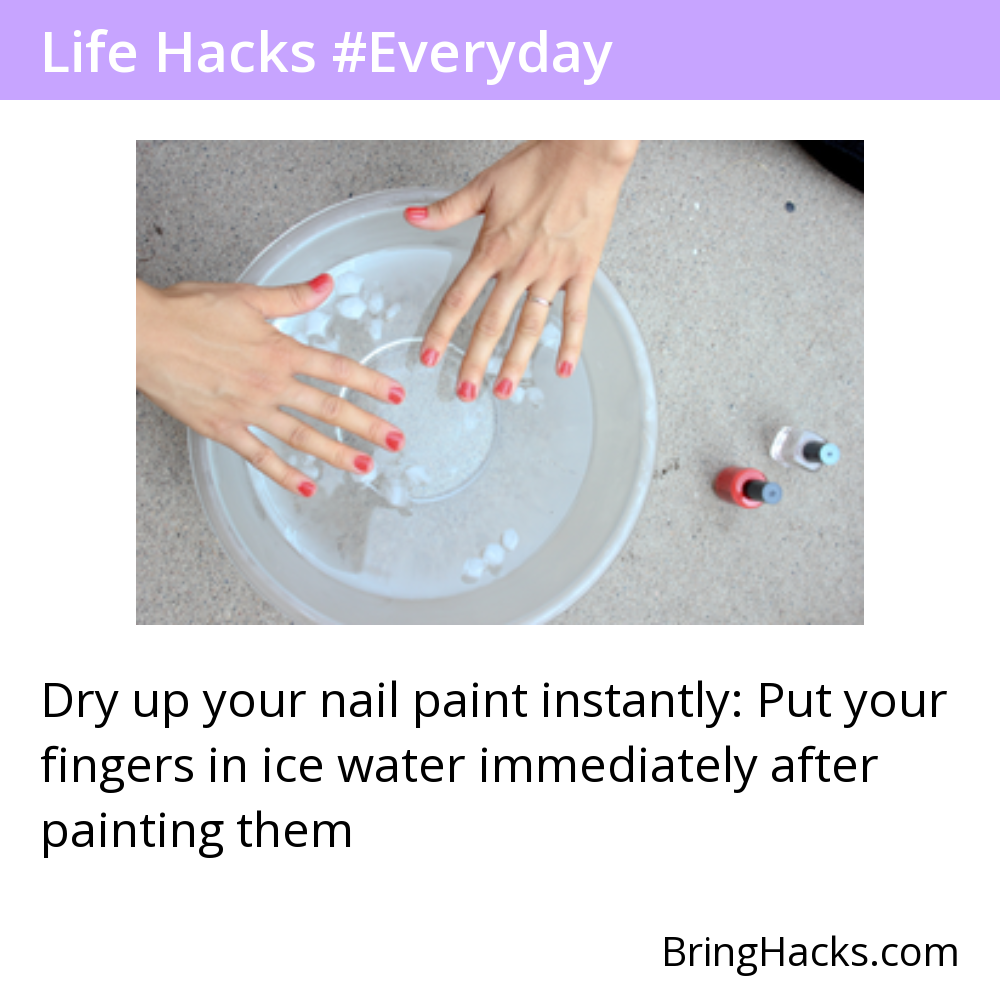 Life Hacks #Everyday
Dry up your nail paint instantly: Put your
fingers in ice water immediately after
painting them
BringHacks.com